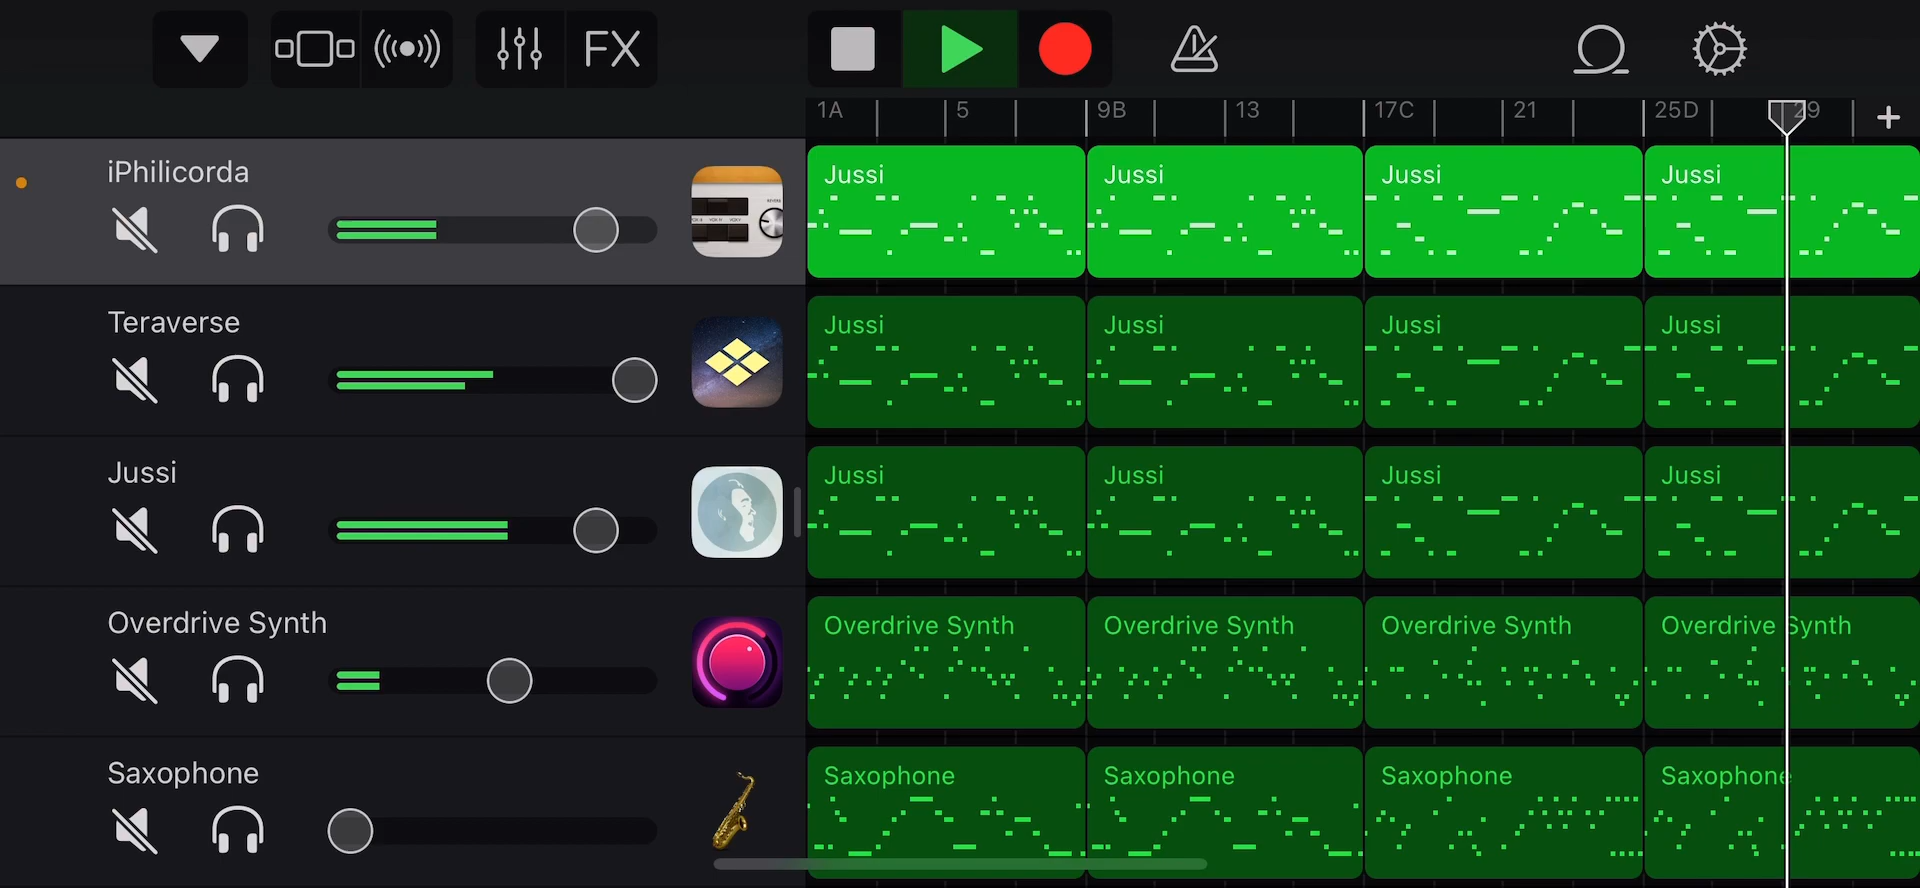 FX
1A 5 9B 13 17C 21 25D 29 +
iPhilicorda
Jussi Jussi Jussi Jussi
Teraverse
Jussi Jussi Jussi Jussi
Jussi
Jussi Jussi Jussi Jussi
Overdrive Synth
Overdrive Synth Overdrive Synth Overdrive Synth Overdrive Synth
Saxophone
Saxophone Saxophone Saxophone Saxophone